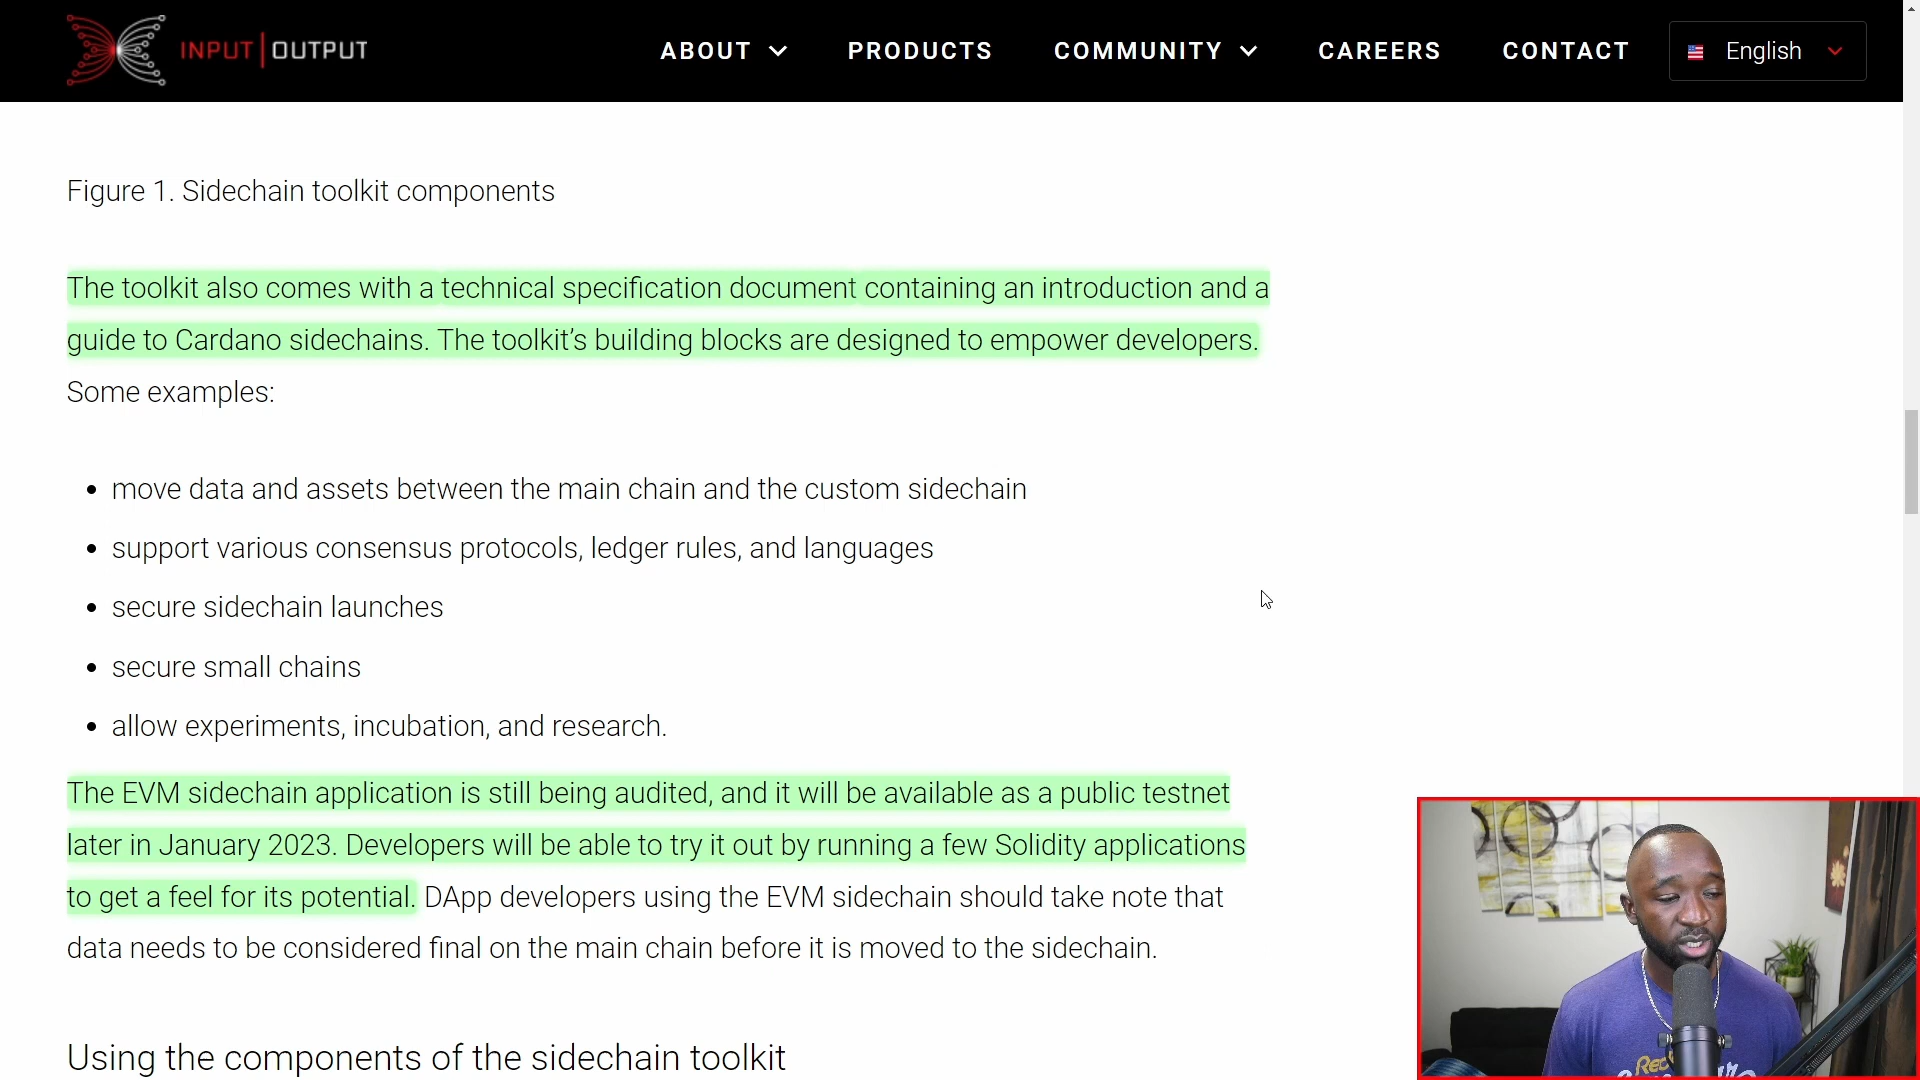 INPUT | OUTPUT
ABOUT
PRODUCTS
COMMUNITY
CAREERS
CONTACT
English
Figure 1. Sidechain toolkit components
The toolkit also comes with a technical specification document containing an introduction and a
guide to Cardano sidechains. The toolkit’s building blocks are designed to empower developers.
Some examples:
• move data and assets between the main chain and the custom sidechain
• support various consensus protocols, ledger rules, and languages
• secure sidechain launches
• secure small chains
• allow experiments, incubation, and research.
The EVM sidechain application is still being audited, and it will be available as a public testnet
later in January 2023. Developers will be able to try it out by running a few Solidity applications
to get a feel for its potential. DApp developers using the EVM sidechain should take note that
data needs to be considered final on the main chain before it is moved to the sidechain.
Using the components of the sidechain toolkit